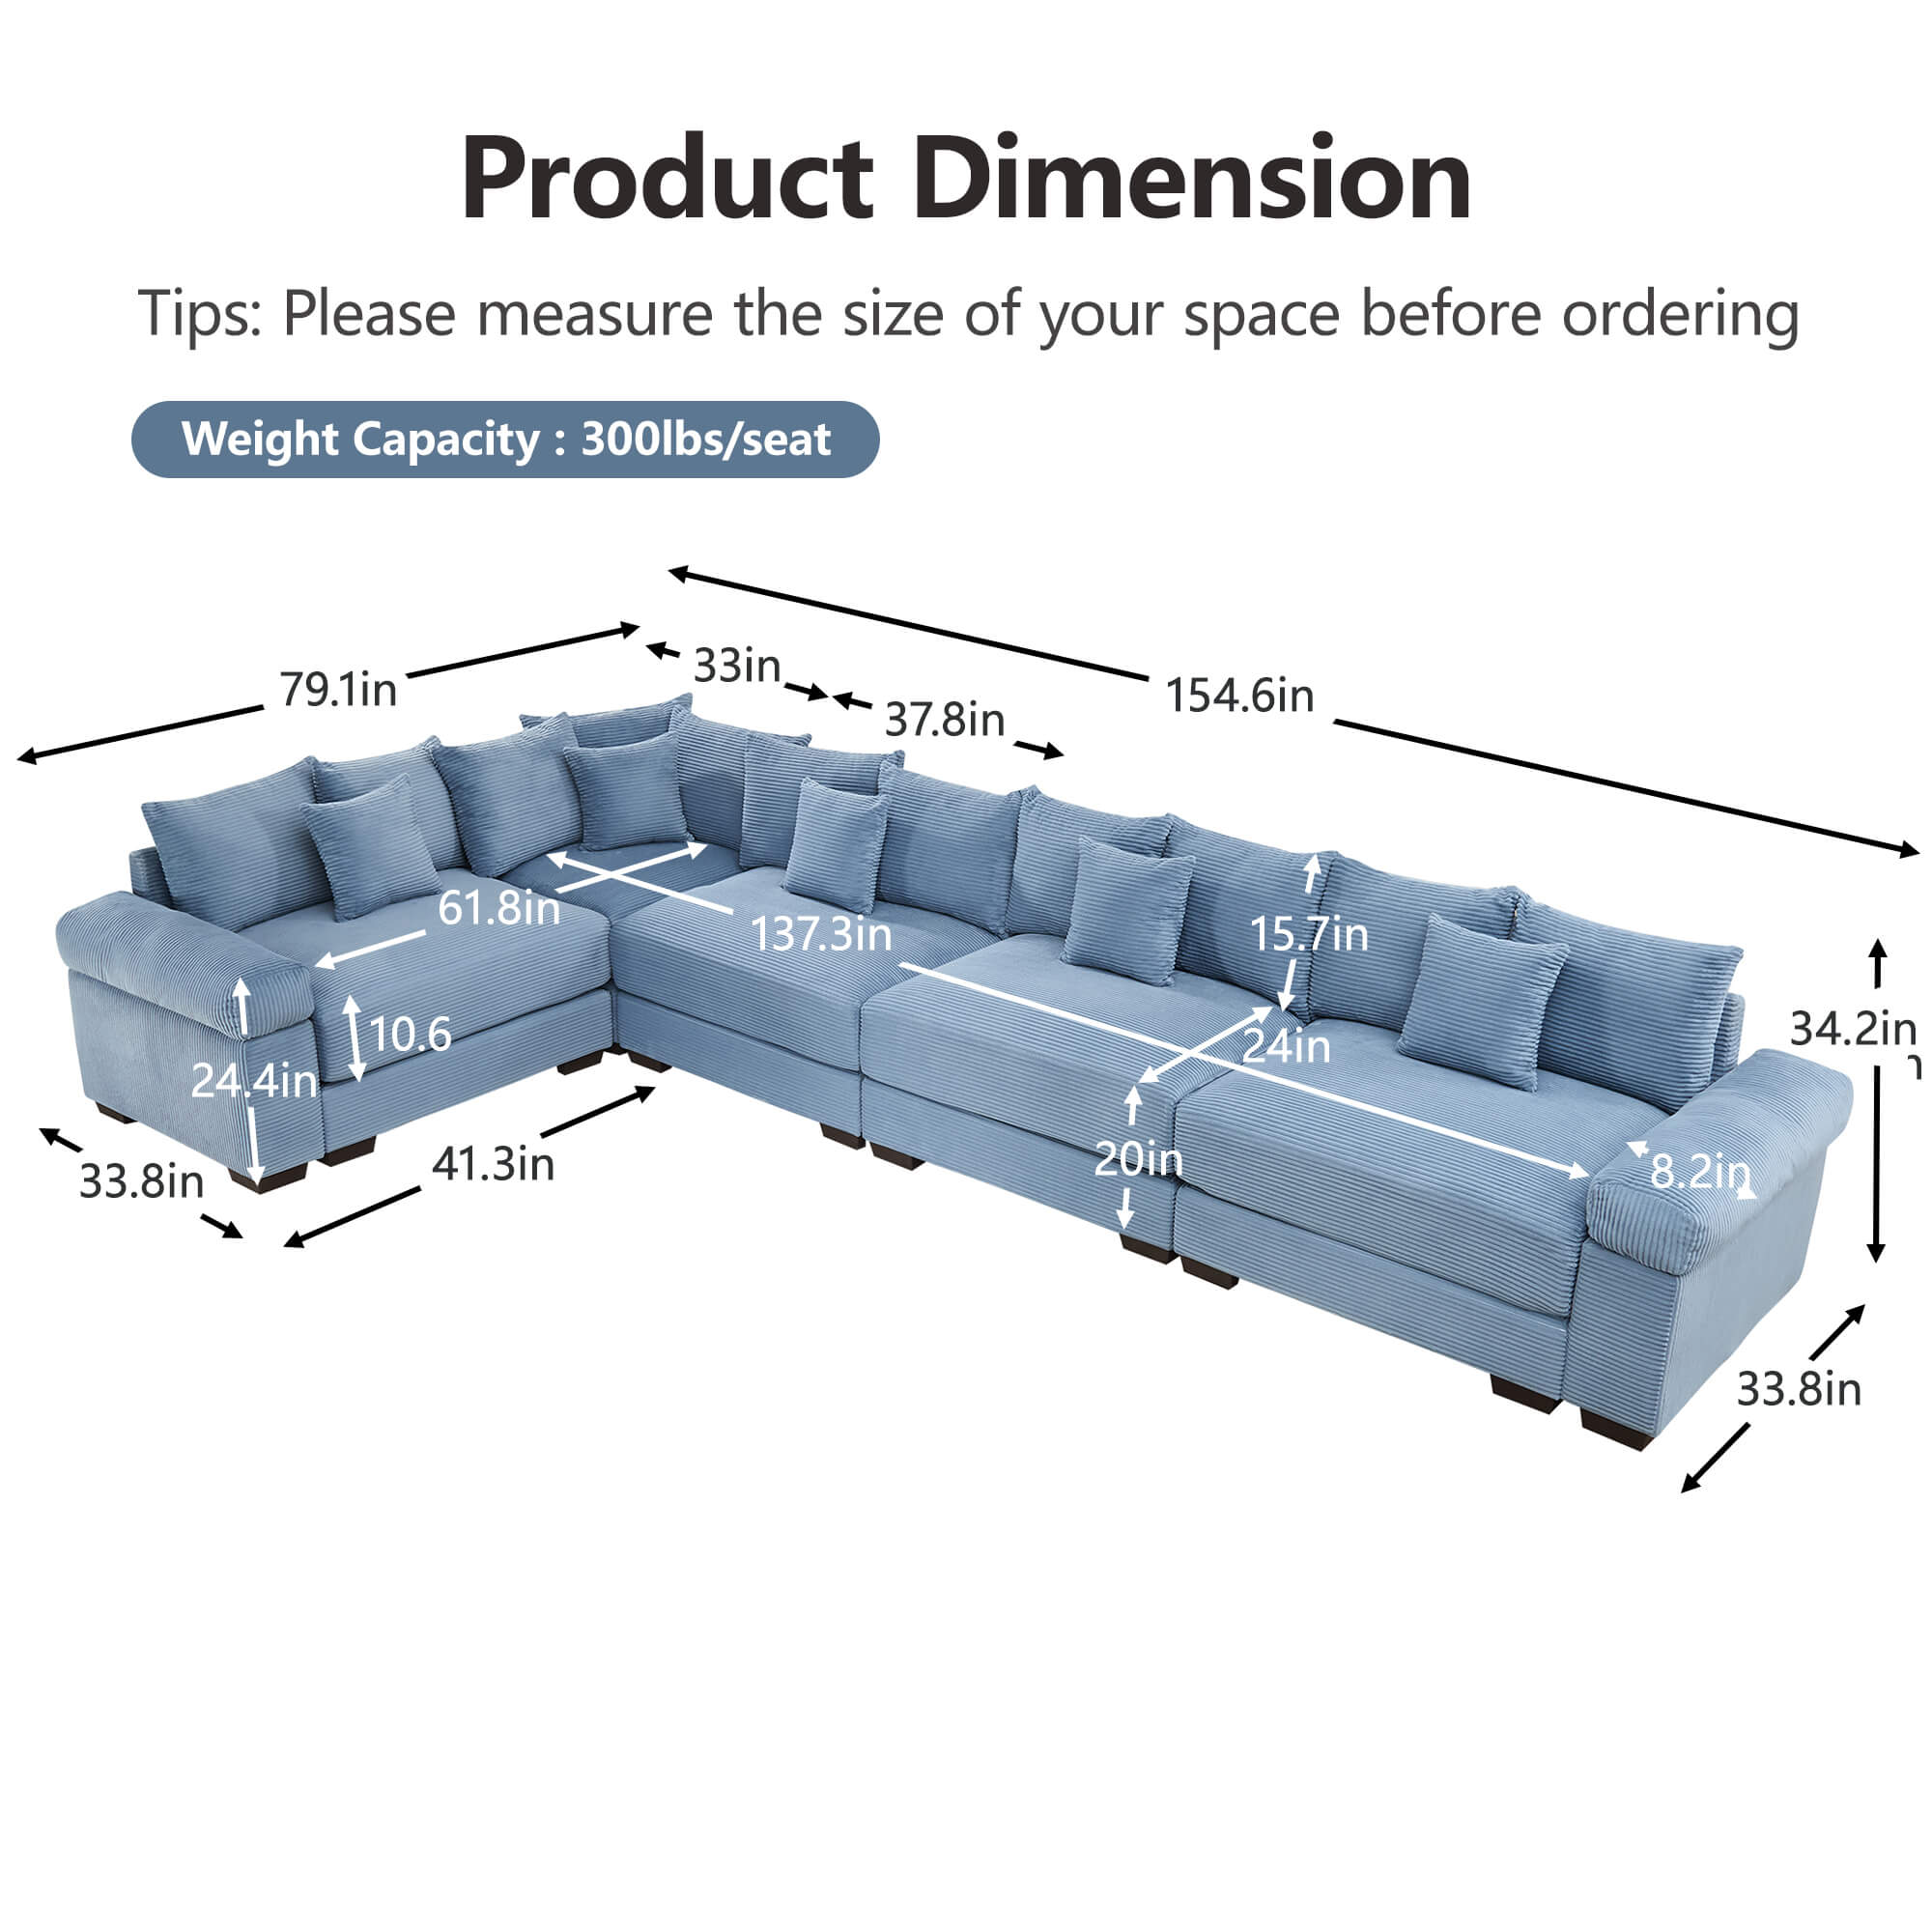 Product Dimension
Tips: Please measure the size of your space before ordering
Weight Capacity : 300lbs/seat
79.1in
33in
37.8in
154.6in
61.8in
137.3in
15.7in
10.6
24.4in
24in
34.2in
n
20in
8.2in
33.8in
41.3in
33.8in